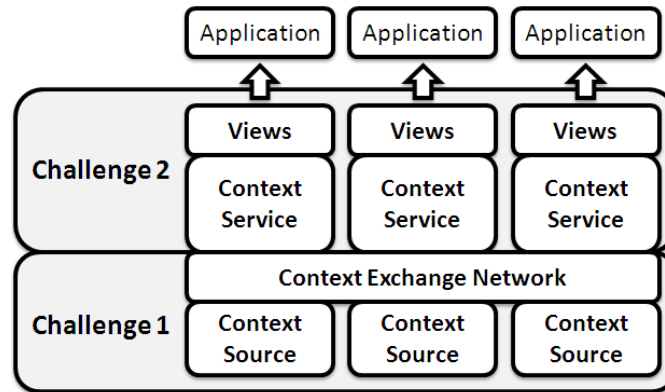 Application Application Application
Views Views Views
Challenge 2
Context Context Context
Service Service Service
Context Exchange Network
Challenge 1
Context Context Context
Source Source Source